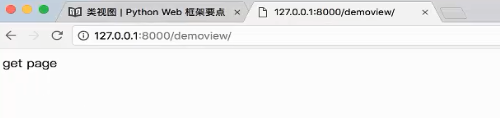 类视图 | Python Web 框架要点
127.0.0.1:8000/demoview/
127.0.0.1:8000/demoview/
get page